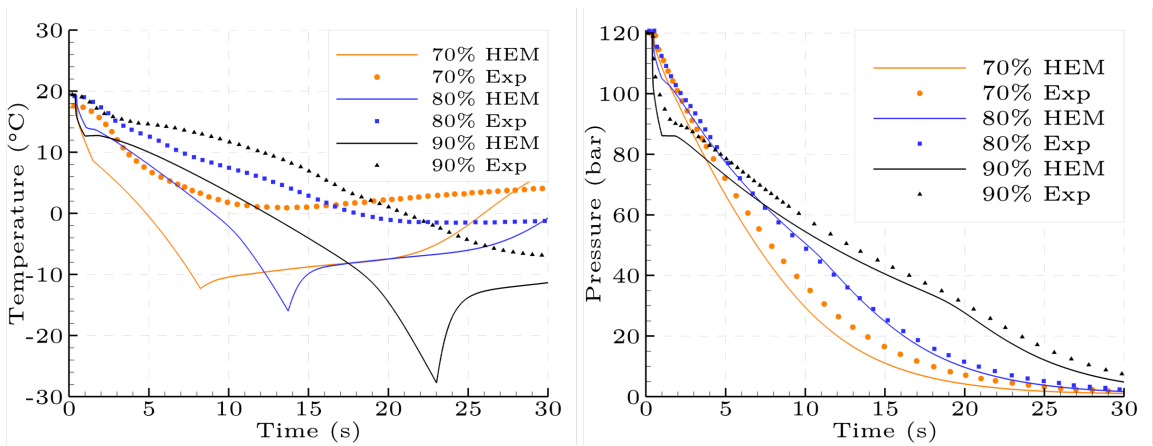 30
20
10
0
-10
-20
-30
0
5
10
15
20
25
30
Temperature (°C)
Time (s)
70% HEM
70% Exp
80% HEM
80% Exp
90% HEM
90% Exp
120
100
80
60
40
20
0
0
5
10
15
20
25
30
Pressure (bar)
Time (s)
70% HEM
70% Exp
80% HEM
80% Exp
90% HEM
90% Exp